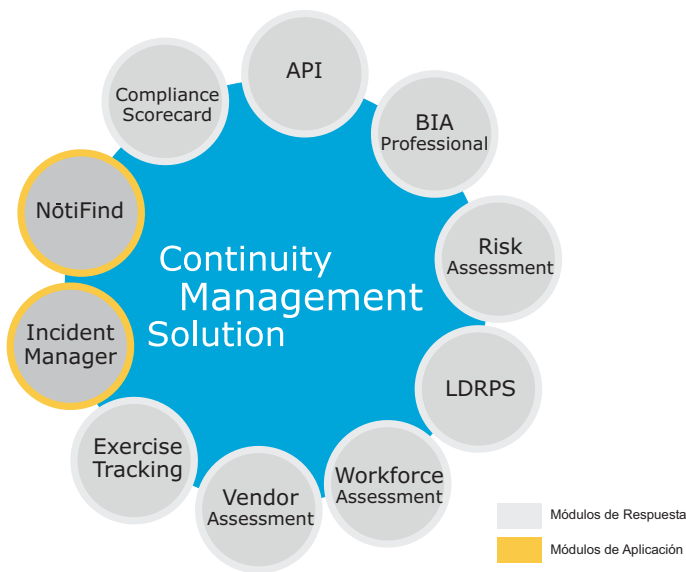 API
Compliance
Scorecard
BIA
Professional
NōtiFind
Risk
Assessment
Continuity
Management
Solution
Incident
Manager
LDRPS
Exercise
Tracking
Workforce
Assessment
Vendor
Assessment
Módulos de Respuesta
Módulos de Aplicación